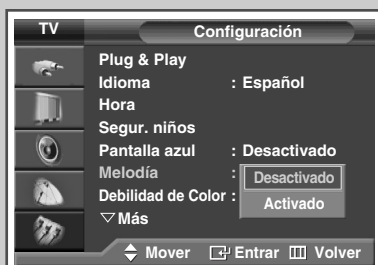 TV Configuración
Plug & Play
Idioma : Español
Hora
Segur. niños
Pantalla azul : Desactivado
Melodía : Desactivado
Debilidad de Color : Activado
▽Más
Mover Entrar Volver